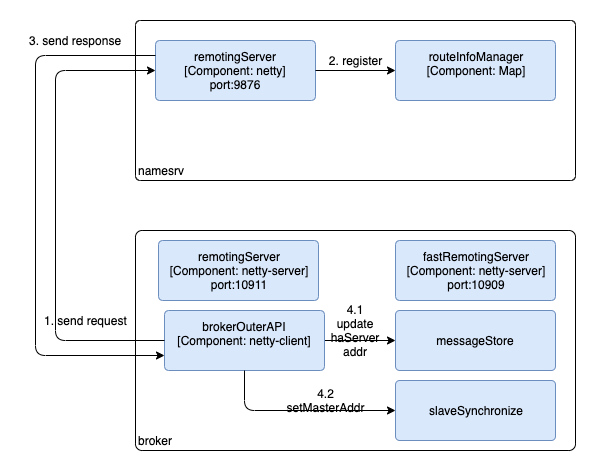 3. send response
remotingServer
[Component: netty]
port:9876
2. register
routeInfoManager
[Component: Map]
namesrv
remotingServer
[Component: netty-server]
port:10911
fastRemotingServer
[Component: netty-server]
port:10909
1. send request
brokerOuterAPI
[Component: netty-client]
4.1
update
haServer
addr
messageStore
4.2
setMasterAddr
slaveSynchronize
broker